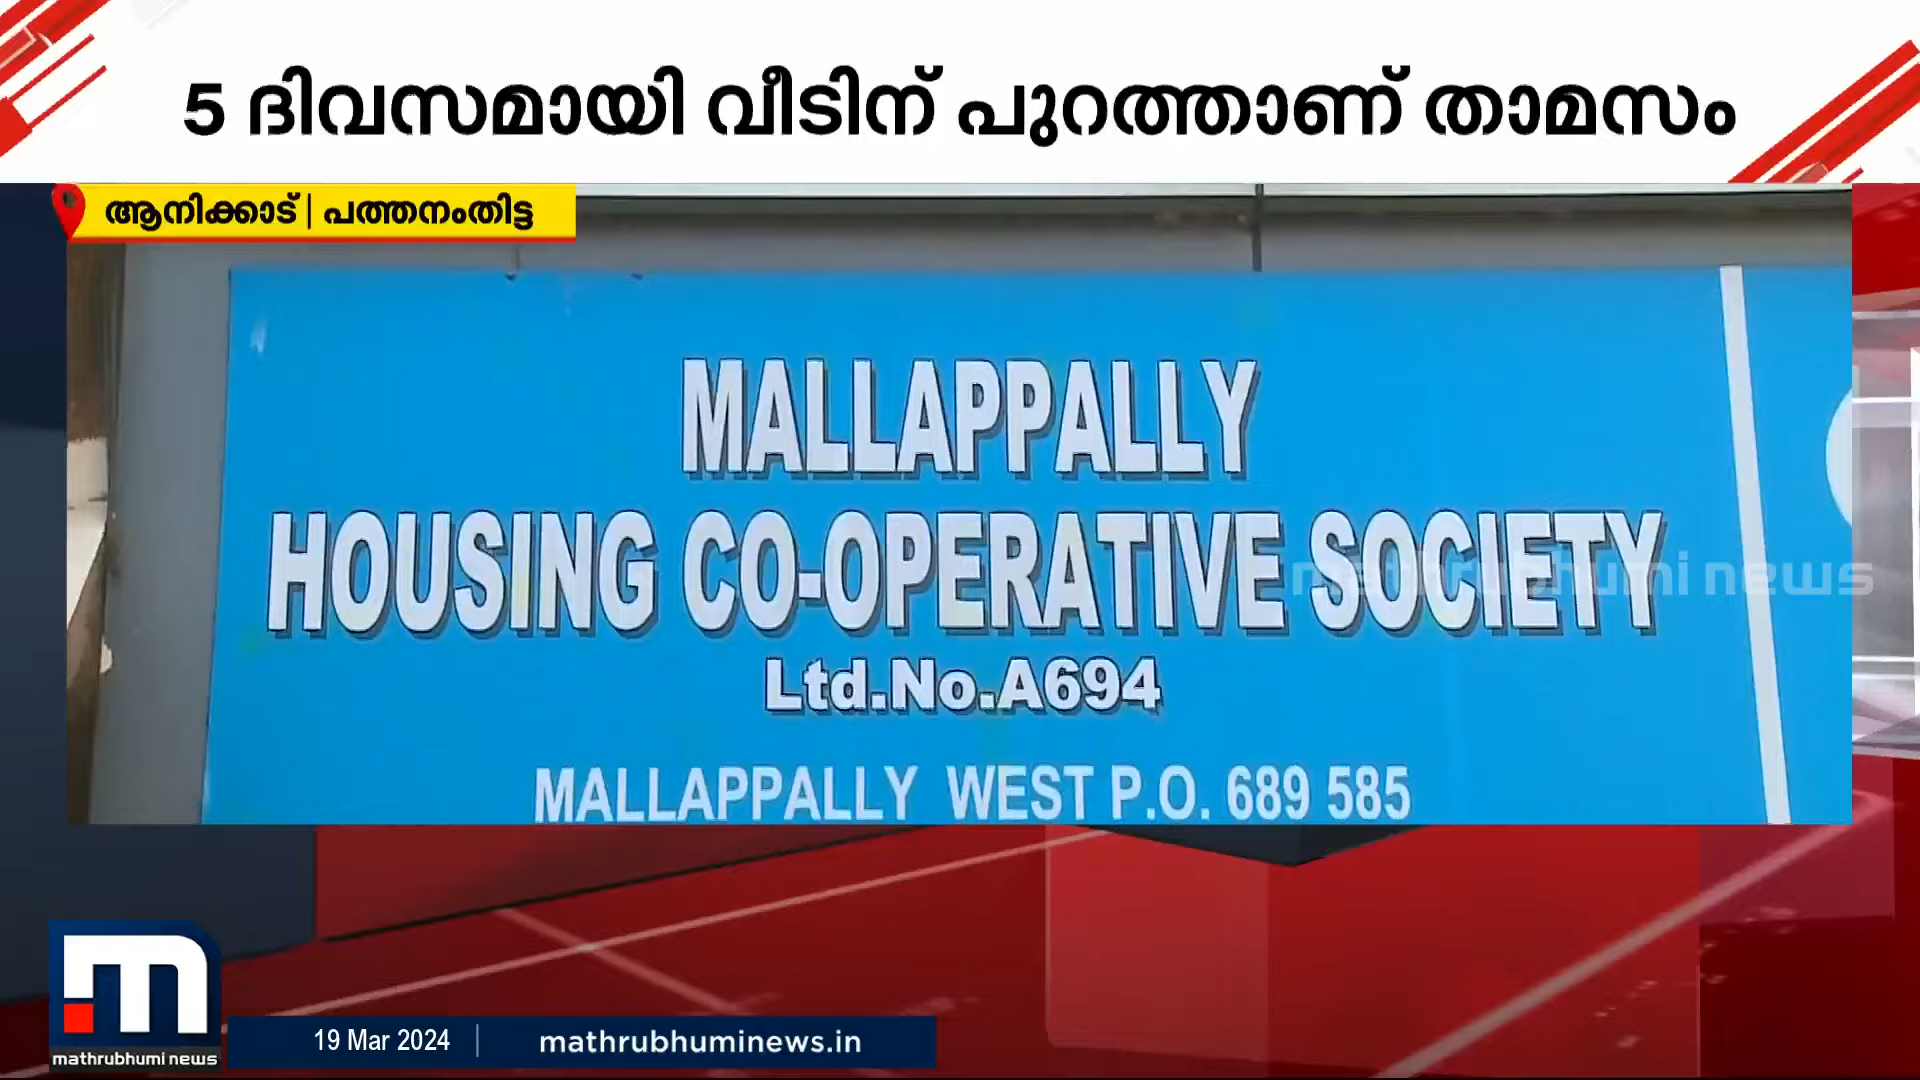 5 ദിവസമായി വീടിന് പുറത്താണ് താമസം
ആനിക്കാട് | പത്തനംതിട്ട
MALLAPPALLY
HOUSING CO-OPERATIVE SOCIETY
mathrubhumi news
Ltd.No.A694
MALLAPPALLY WEST P.O. 689 585
mathrubhumi news
19 Mar 2024 | mathrubhuminews.in